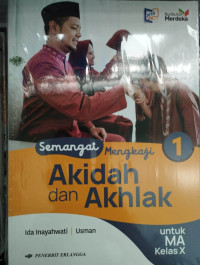 Kurikulum
Merdeka
Semangat Mengkaji 1
Akidah
dan Akhlak
Ida Inayahwati | Usman
untuk
MA
Kelas X
PENERBIT ERLANGGA